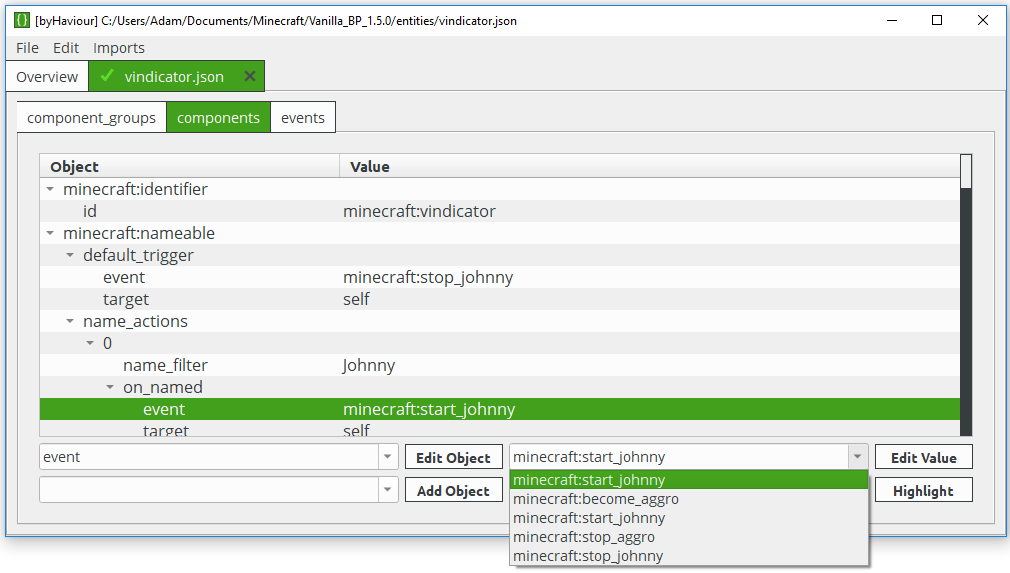 {} [byHaviour] C:/Users/Adam/Documents/Minecraft/Vanilla_BP_1.5.0/entities/vindicator.json
File Edit Imports
Overview vindicator.json
component_groups components events
Object Value
minecraft:identifier
id minecraft:vindicator
minecraft:nameable
default_trigger
event minecraft:stop_johnny
target self
name_actions
0
name_filter Johnny
on_named
event minecraft:start_johnny
target self
event Edit Object minecraft:start_johnny Edit Value
Add Object Highlight
minecraft:start_johnny
minecraft:become_aggro
minecraft:start_johnny
minecraft:stop_aggro
minecraft:stop_johnny